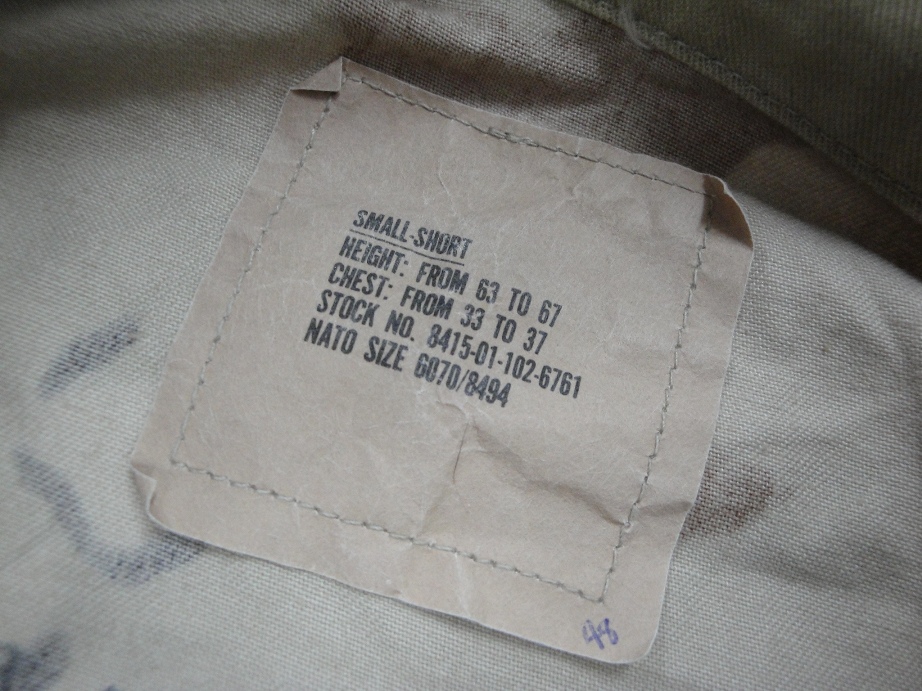 SMALL-SHORT
HEIGHT: FROM 63 TO 67
CHEST: FROM 33 TO 37
STOCK NO. 8415-01-102-6761
NATO SIZE 6070/8494
48